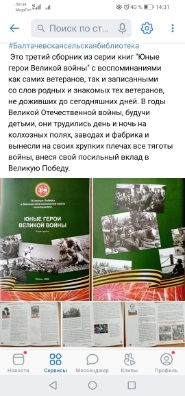 40 % 14:31
#Балтачевскаясельскаябиблиотека
Это третий сборник из серии книг "Юные
герои Великой войны" с воспоминаниями
как самих ветеранов, так и записанными
со слов родных и знакомых тех ветеранов,
не доживших до сегодняшних дней. В годы
Великой Отечественной войны, будучи
детьми, они трудились день и ночь на
колхозных полях, заводах и фабрика и
вынесли на своих хрупких плечах все тяготы
войны, внеся свой посильный вклад в
Великую Победу.
ЮНЫЕ ГЕРОИ
ВЕЛИКОЙ ВОЙНЫ
Новости
Сервисы
Мессенджер
Клипы
Профиль